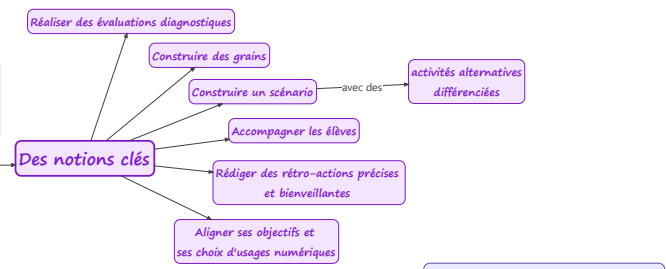 Réaliser des évaluations diagnostiques
Construire des grains
Construire un scénario
avec des
activités alternatives
différenciées
Accompagner les élèves
Des notions clés
Rédiger des rétro-actions précises
et bienveillantes
Aligner ses objectifs et
ses choix d'usages numériques